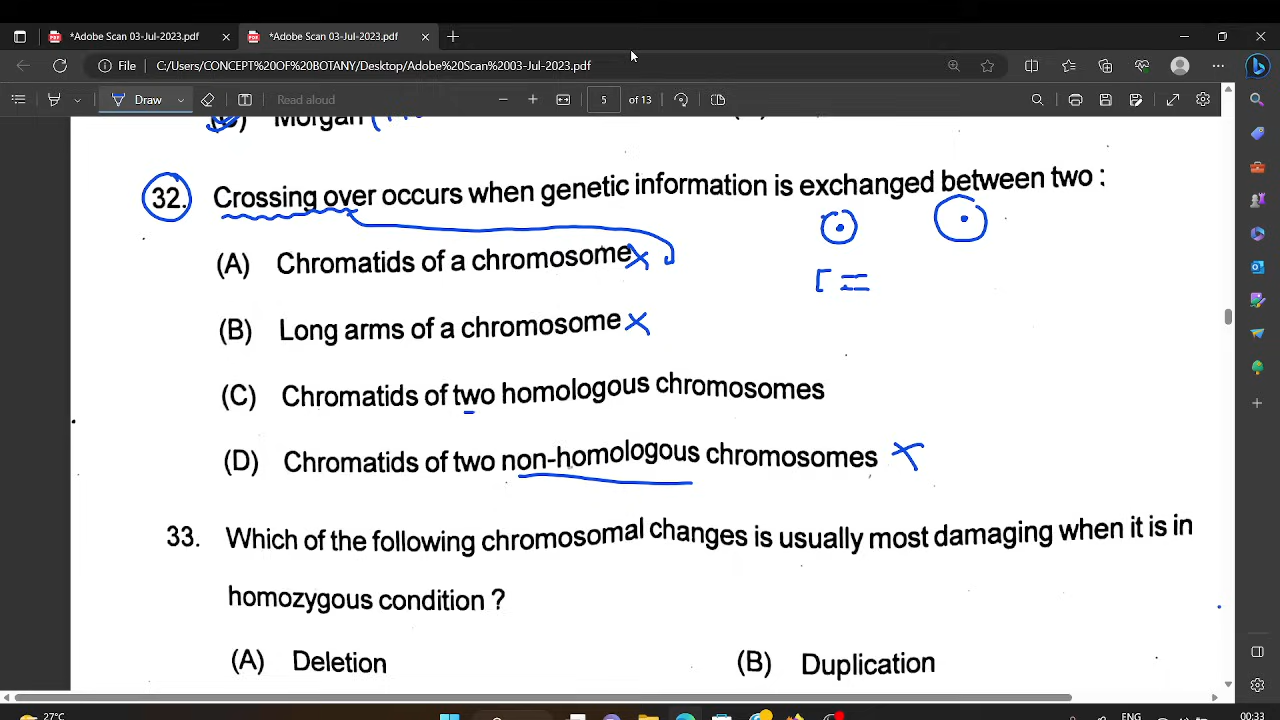 *Adobe Scan 03-Jul-2023.pdf
*Adobe Scan 03-Jul-2023.pdf
File
C:/Users/CONCEPT%20OF%20BOTANY/Desktop/Adobe%20Scan%2003-Jul-2023.pdf
Draw
Read aloud
5 of 13
Morgan
32. Crossing over occurs when genetic information is exchanged between two :
(A) Chromatids of a chromosome
(B) Long arms of a chromosome
(C) Chromatids of two homologous chromosomes
(D) Chromatids of two non-homologous chromosomes
33. Which of the following chromosomal changes is usually most damaging when it is in
homozygous condition ?
(A) Deletion
(B) Duplication
27°C
ENG
00:33